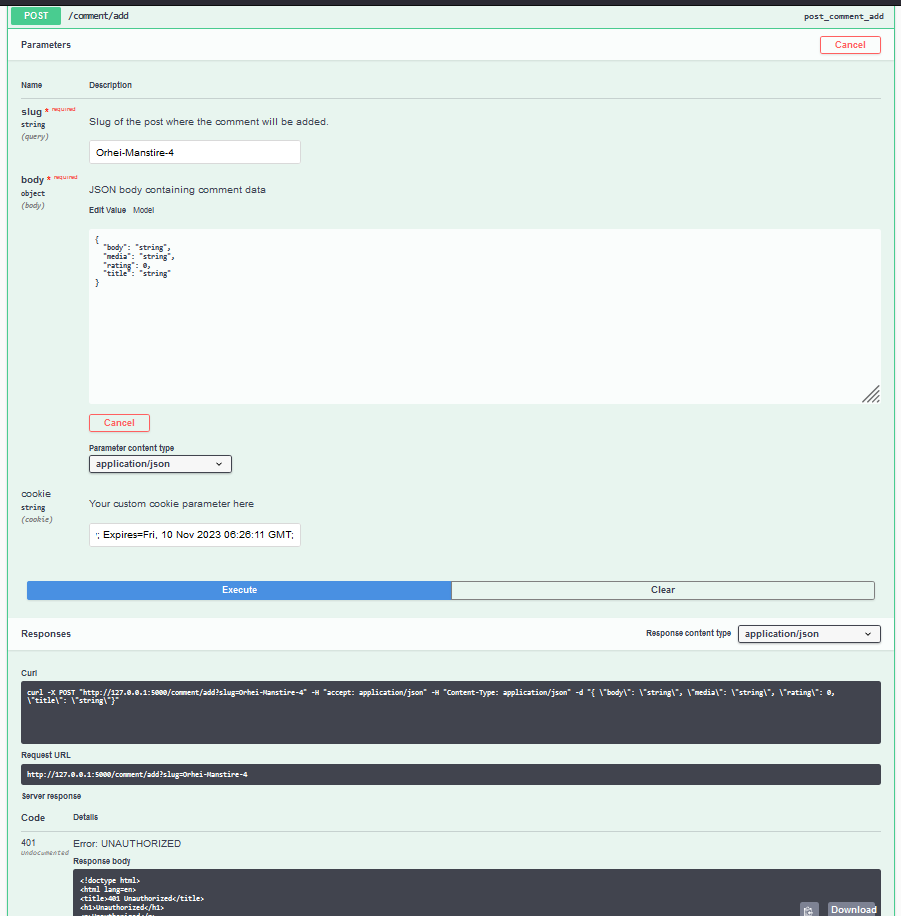 POST /comment/add post_comment_add
Parameters Cancel
Name Description
slug * required
string
(query)
Slug of the post where the comment will be added.
Orhei-Manstire-4
body * required
object
(body)
JSON body containing comment data
Edit Value Model
{
"body": "string",
"media": "string",
"rating": 0,
"title": "string"
}
Cancel
Parameter content type
application/json
cookie
string
(cookie)
Your custom cookie parameter here
; Expires=Fri, 10 Nov 2023 06:26:11 GMT;
Execute Clear
Responses Response content type application/json
Curl
curl -X POST "http://127.0.0.1:5000/comment/add?slug=Orhei-Manstire-4" -H "accept: application/json" -H "Content-Type: application/json" -d "{ \"body\": \"string\", \"media\": \"string\", \"rating\": 0,
\"title\": \"string\"}"
Request URL
http://127.0.0.1:5000/comment/add?slug=Orhei-Manstire-4
Server response
Code Details
401
Undocumented
Error: UNAUTHORIZED
Response body
<!doctype html>
<html lang=en>
<title>401 Unauthorized</title>
<h1>Unauthorized</h1>
Download